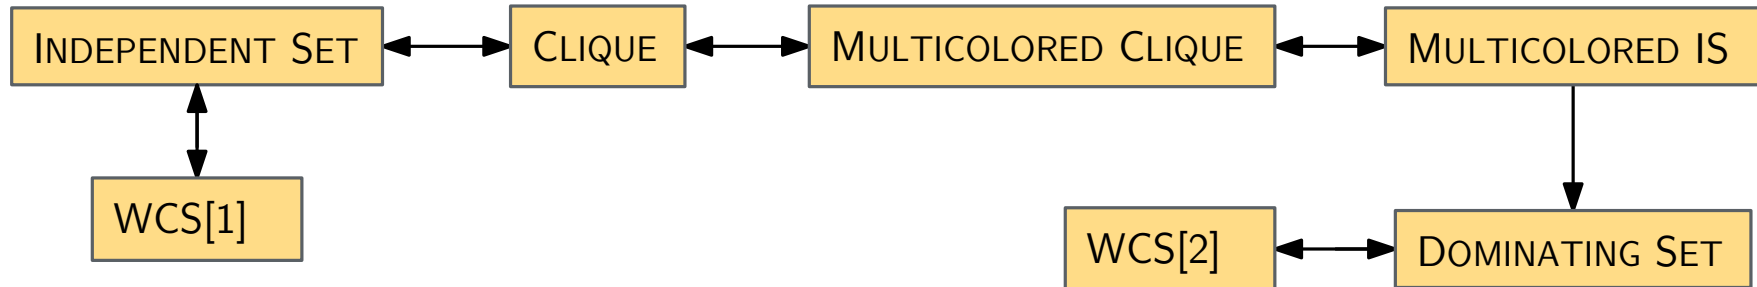 INDEPENDENT SET
CLIQUE
MULTICOLORED CLIQUE
MULTICOLORED IS
WCS[1]
WCS[2]
DOMINATING SET